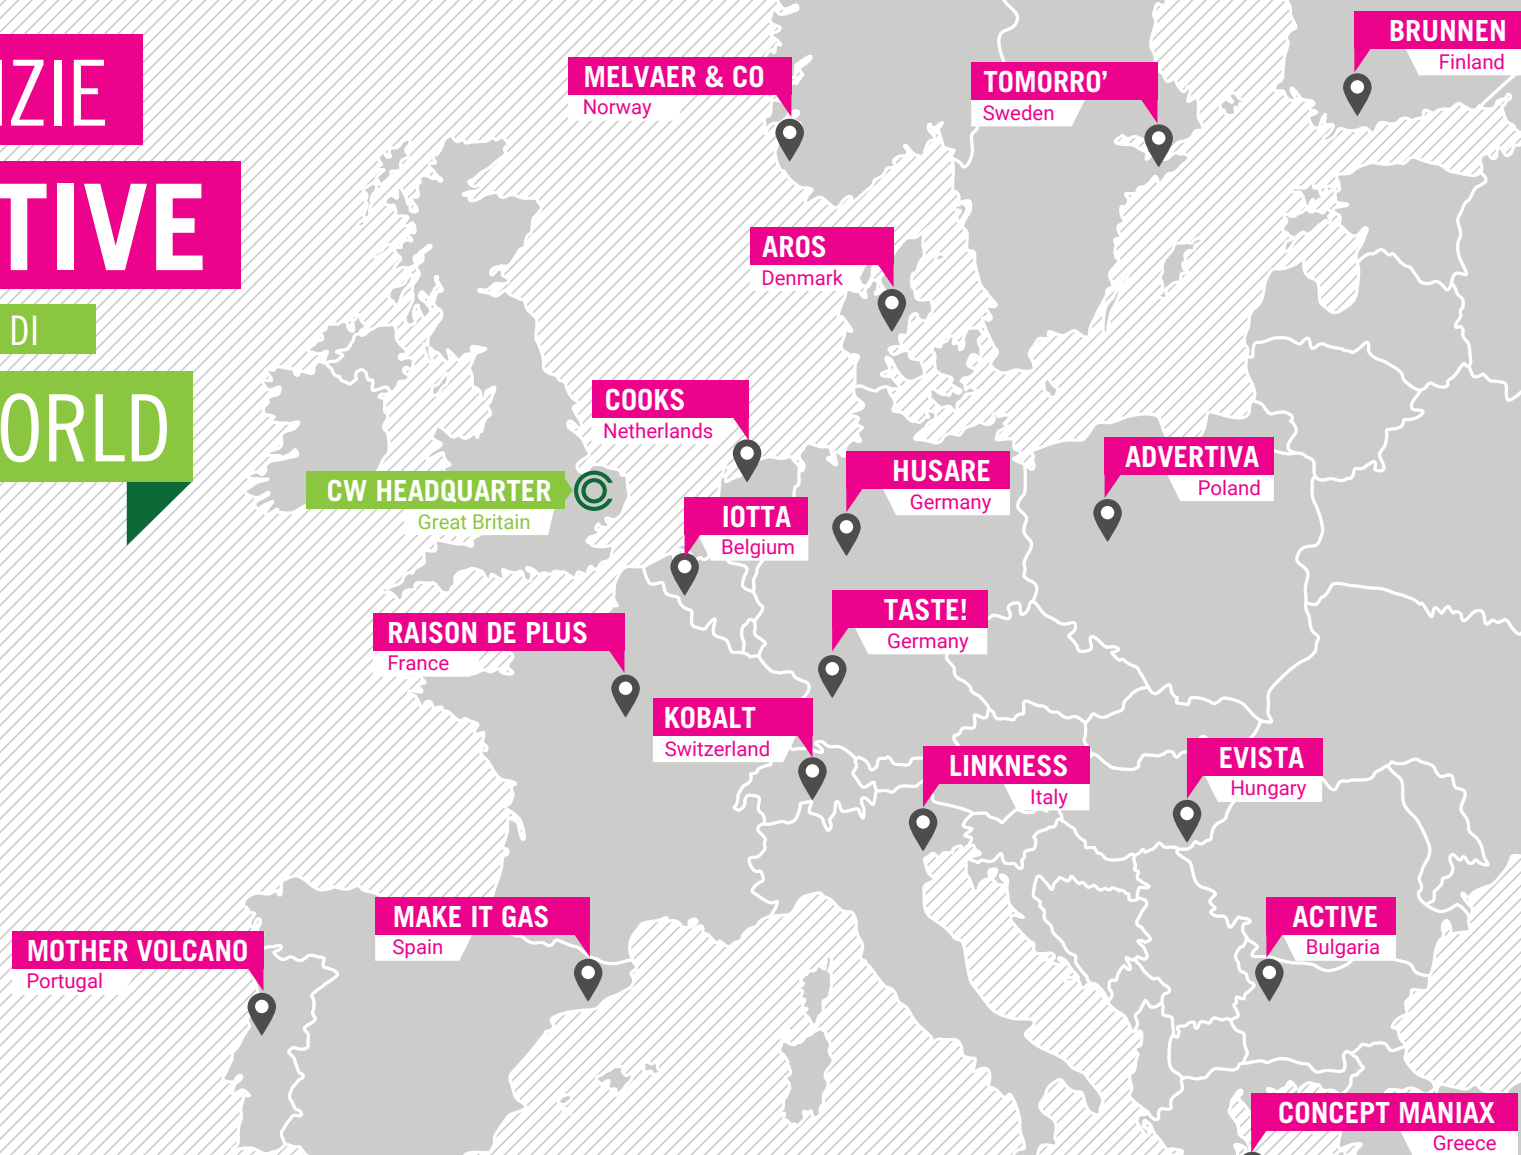 NZIE
TIVE
DI
ORLD
BRUNNEN
Finland
MELVAER & CO
Norway
TOMORRO’
Sweden
AROS
Denmark
COOKS
Netherlands
HUSARE
Germany
ADVERTIVA
Poland
CW HEADQUARTER
Great Britain
IOTTA
Belgium
TASTE!
Germany
RAISON DE PLUS
France
KOBALT
Switzerland
LINKNESS
Italy
EVISTA
Hungary
MAKE IT GAS
Spain
ACTIVE
Bulgaria
MOTHER VOLCANO
Portugal
CONCEPT MANIAX
Greece